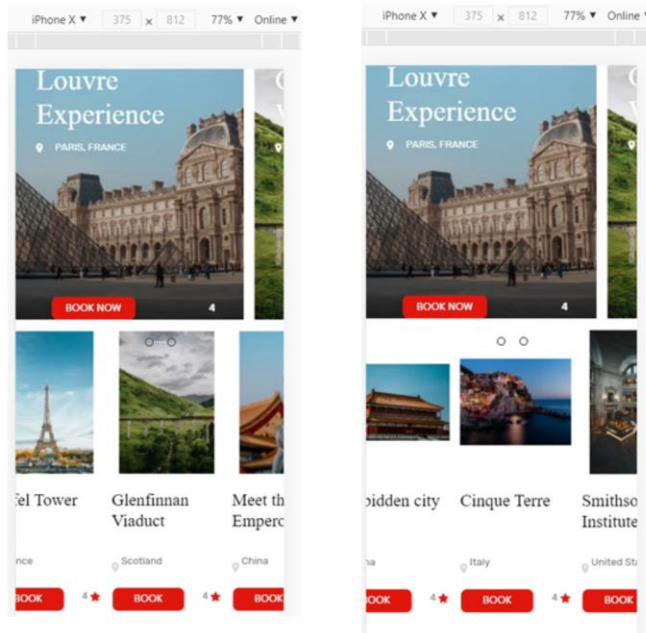 iPhone X ▼ 375 × 812 77% ▼ Online ▼
Louvre
Experience
PARIS, FRANCE
BOOK NOW 4
fel Tower
Glenfinnan
Viaduct
Meet th
Empero
nce
Scotland
China
BOOK 4
BOOK 4
BOOK
iPhone X ▼ 375 × 812 77% ▼ Online ▼
Louvre
Experience
PARIS, FRANCE
BOOK NOW 4
bidden city
Cinque Terre
Smithso
Institute
na
Italy
United Sta
BOOK 4
BOOK 4
BOOK